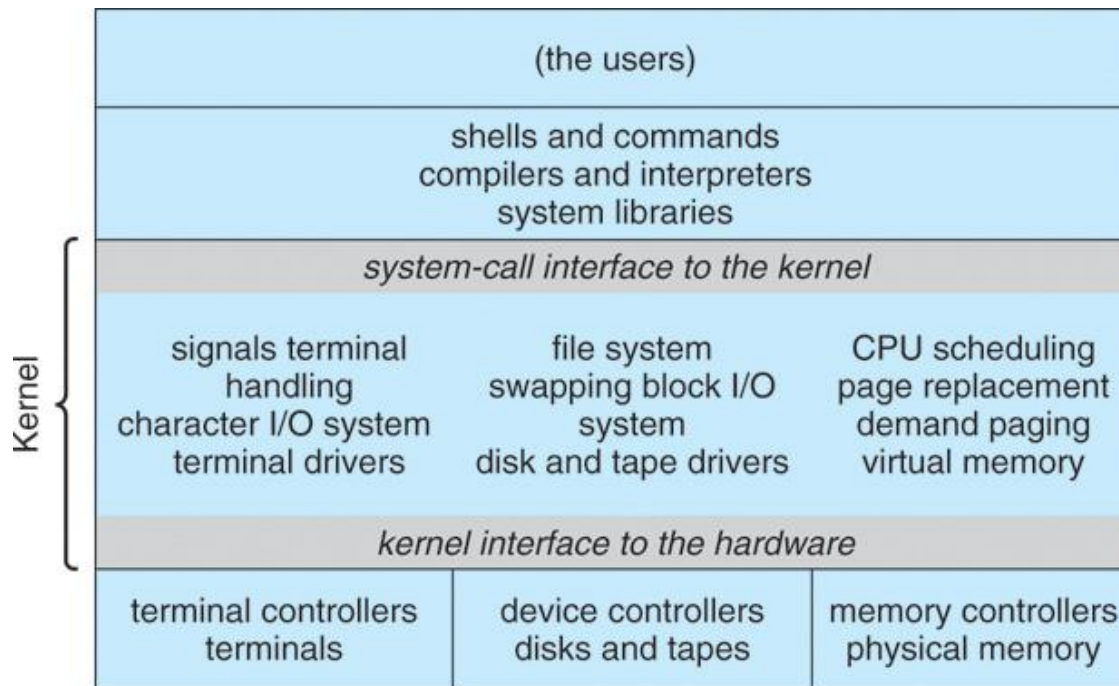 (the users)
shells and commands
compilers and interpreters
system libraries
Kernel
system-call interface to the kernel
signals terminal
handling
character I/O system
terminal drivers
file system
swapping block I/O
system
disk and tape drivers
CPU scheduling
page replacement
demand paging
virtual memory
kernel interface to the hardware
terminal controllers
terminals
device controllers
disks and tapes
memory controllers
physical memory